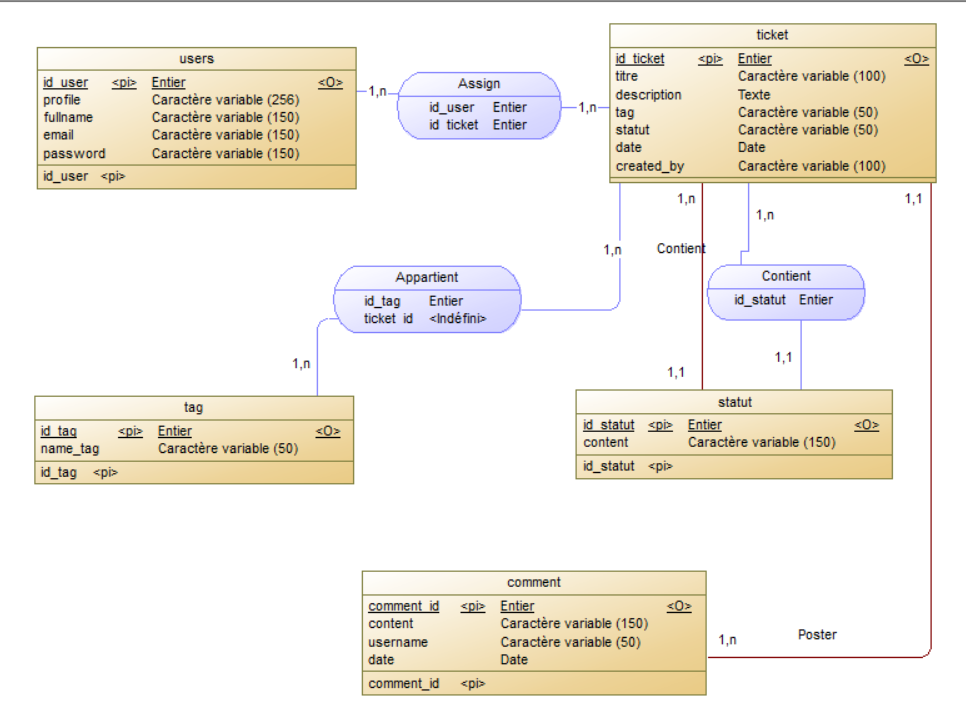 users
id_user <pi> Entier <O>
profile Caractère variable (256)
fullname Caractère variable (150)
email Caractère variable (150)
password Caractère variable (150)
id_user <pi>
1,n
Assign
id_user Entier
id_ticket Entier
1,n
ticket
id_ticket <pi> Entier <O>
titre Caractère variable (100)
description Texte
tag Caractère variable (50)
statut Caractère variable (50)
date Date
created_by Caractère variable (100)
1,n
1,n
1,1
1,n
Contient
Appartient
id_tag Entier
ticket_id <Indéfini>
Contient
id_statut Entier
1,n
1,1
1,1
tag
id_tag <pi> Entier <O>
name_tag Caractère variable (50)
id_tag <pi>
statut
id_statut <pi> Entier <O>
content Caractère variable (150)
id_statut <pi>
comment
comment_id <pi> Entier <O>
content Caractère variable (150)
username Caractère variable (50)
date Date
comment_id <pi>
1,n
Poster